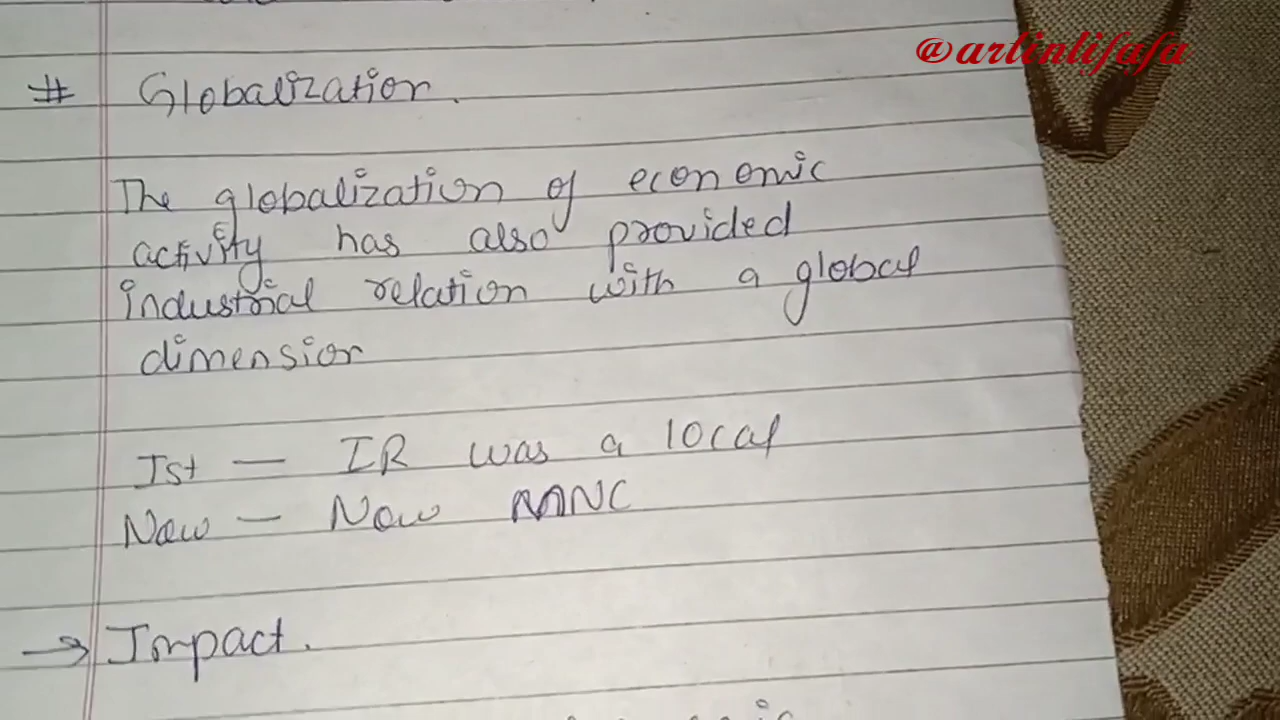 @artinlifafa
# Globalization.
The globalization of economic
activity has also provided
industrial relation with a global
dimension
Ist — IR was a local
Now — Now MNC
→ Impact.